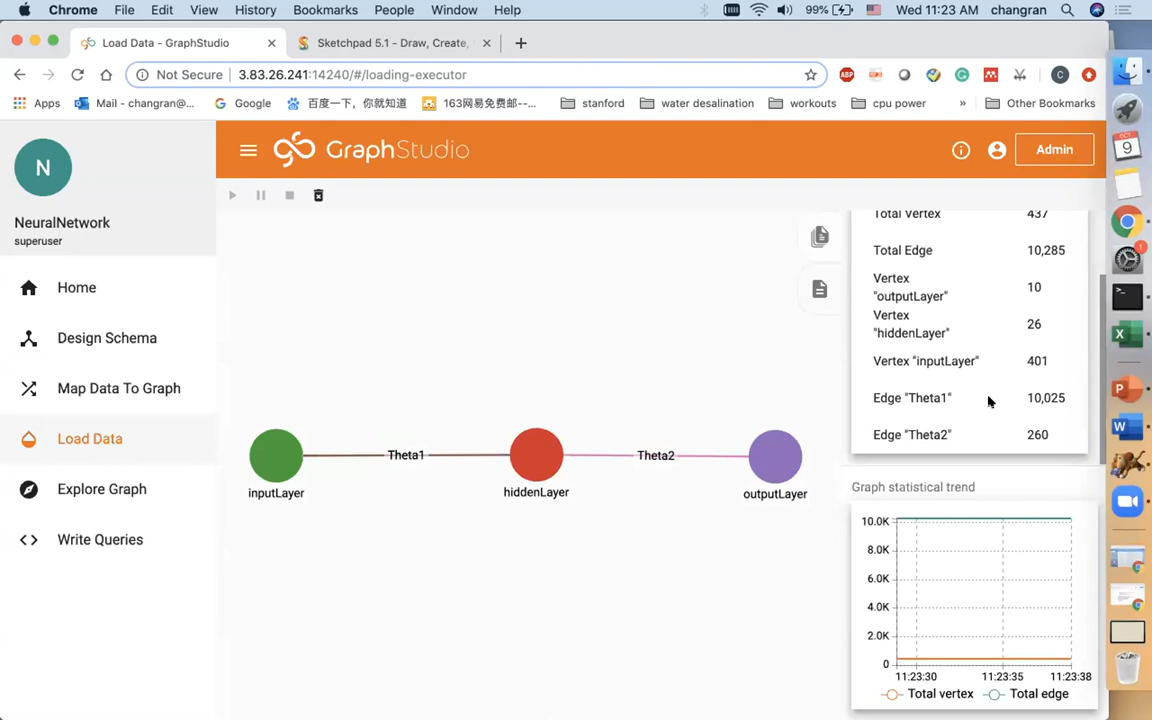 Chrome File Edit View History Bookmarks People Window Help 99% Wed 11:23 AM changran
Load Data - GraphStudio Sketchpad 5.1 - Draw, Create,
Not Secure 3.83.26.241:14240/#/loading-executor ABP C
Apps Mail - changran@... Google 百度一下，你就知道 163网易免费邮--... stanford water desalination workouts cpu power » Other Bookmarks
N
NeuralNetwork
superuser
Home
Design Schema
Map Data To Graph
Load Data
Explore Graph
Write Queries
GraphStudio
Admin
inputLayer
Theta1
hiddenLayer
Theta2
outputLayer
Total Vertex 437
Total Edge 10,285
Vertex
"outputLayer" 10
Vertex
"hiddenLayer" 26
Vertex "inputLayer" 401
Edge "Theta1" 10,025
Edge "Theta2" 260
Graph statistical trend
10.0K
8.0K
6.0K
4.0K
2.0K
0
11:23:30 11:23:35 11:23:38
Total vertex Total edge
OCT
9
1